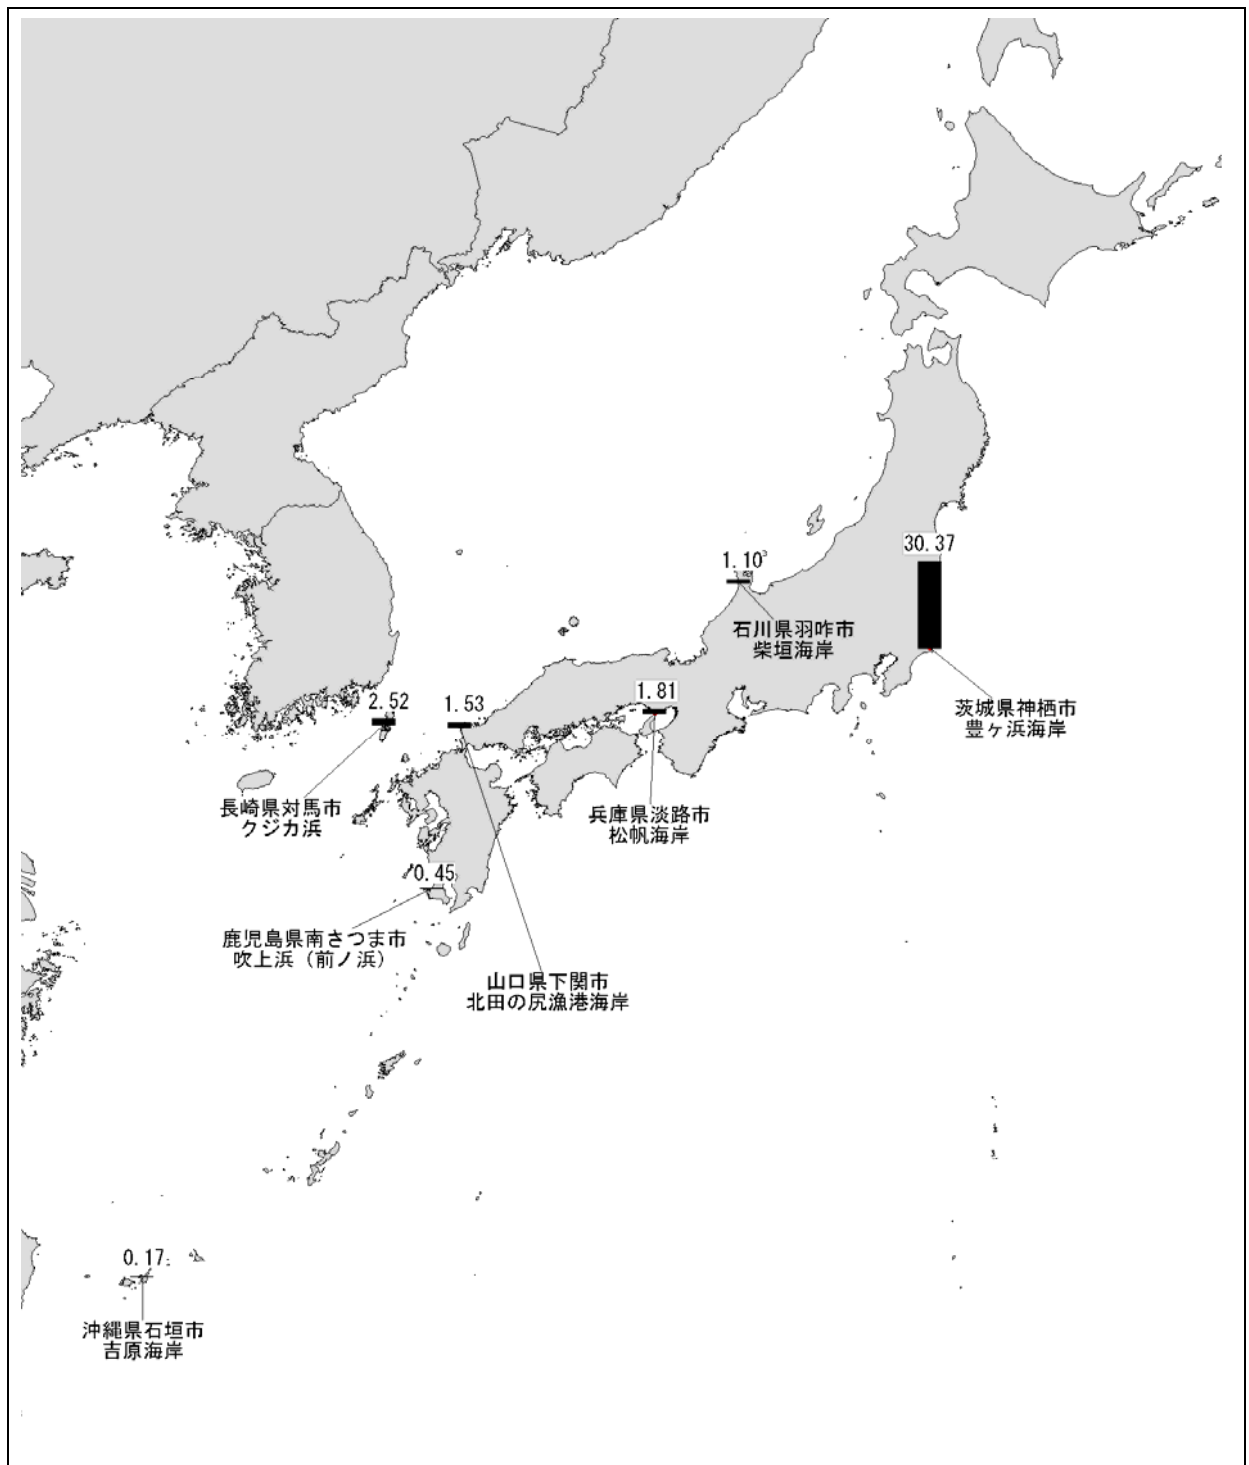 30.37
1.10
石川県羽咋市
柴垣海岸
2.52
1.53
1.81
茨城県神栖市
豊ヶ浜海岸
長崎県対馬市
クジカ浜
兵庫県淡路市
松帆海岸
0.45
鹿児島県南さつま市
吹上浜（前ノ浜）
山口県下関市
北田の尻漁港海岸
0.17
沖縄県石垣市
吉原海岸